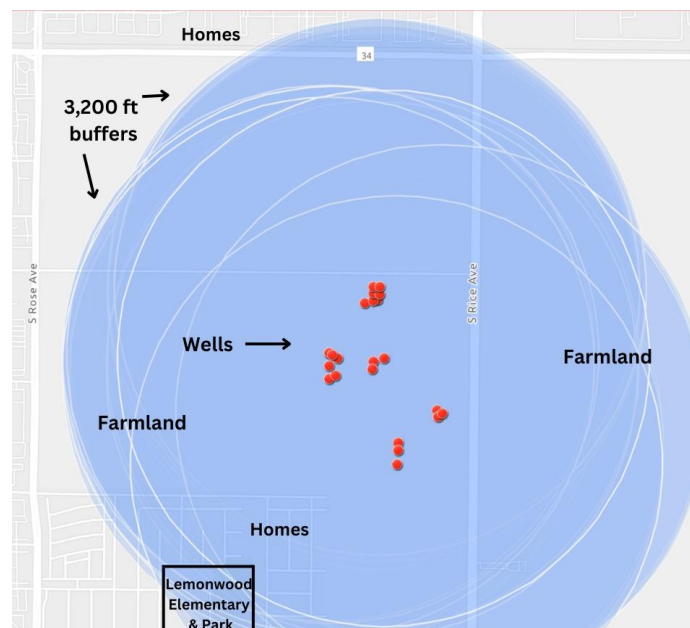 Homes
34
3,200 ft
buffers
S Rose Ave
S Rice Ave
Wells
Farmland
Farmland
Homes
Lemonwood
Elementary
& Park